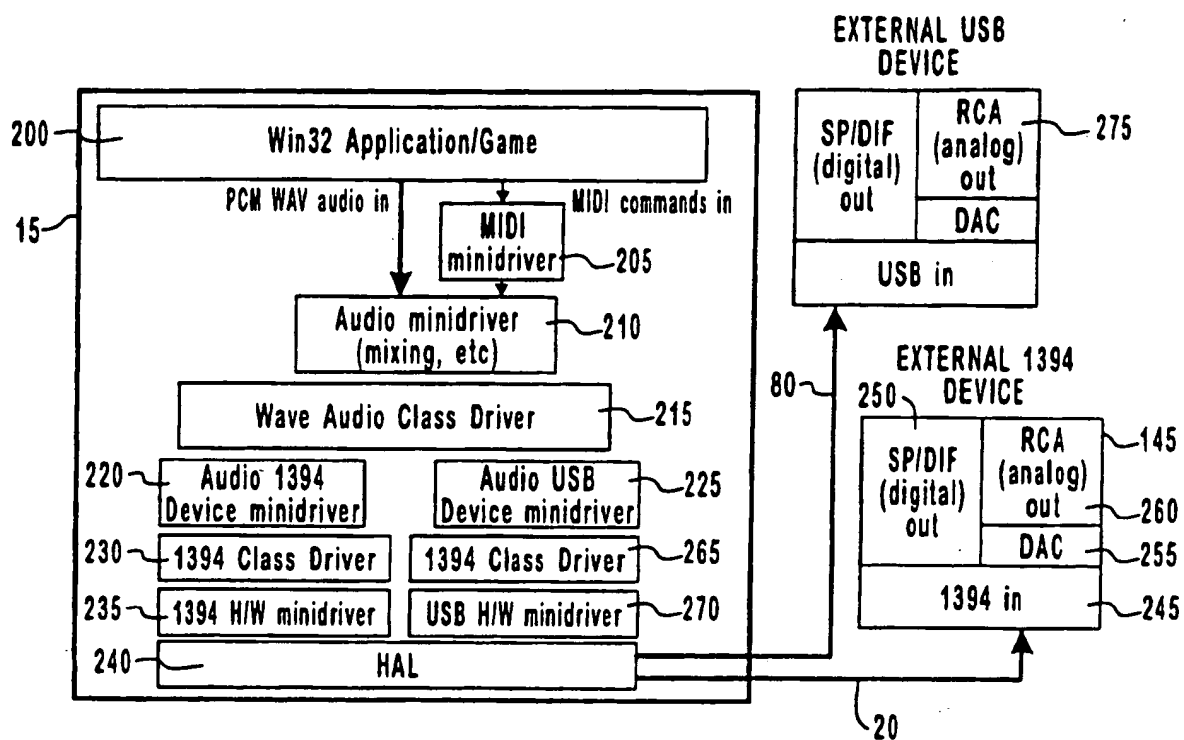 EXTERNAL USB
DEVICE
200
Win32 Application/Game
SP/DIF
(digital)
out
RCA
(analog)
out
275
DAC
USB in
PCM WAV audio in
MIDI commands in
15
MIDI
minidriver
205
Audio minidriver
(mixing, etc)
210
Wave Audio Class Driver
215
80
EXTERNAL 1394
DEVICE
250
SP/DIF
(digital)
out
RCA
(analog)
out
145
260
DAC
255
1394 in
245
220
Audio 1394
Device minidriver
Audio USB
Device minidriver
225
230
1394 Class Driver
1394 Class Driver
265
235
1394 H/W minidriver
USB H/W minidriver
270
240
HAL
20